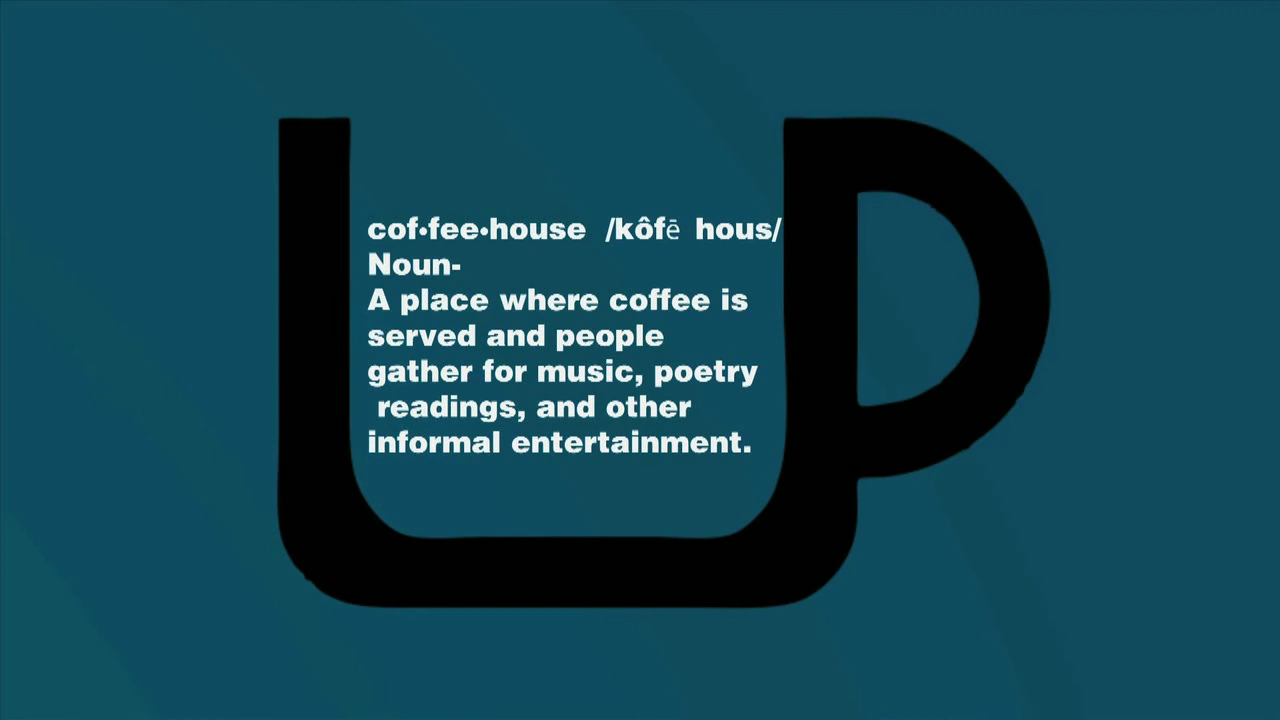 cof•fee•house /kôfē hous/
Noun-
A place where coffee is
served and people
gather for music, poetry
readings, and other
informal entertainment.